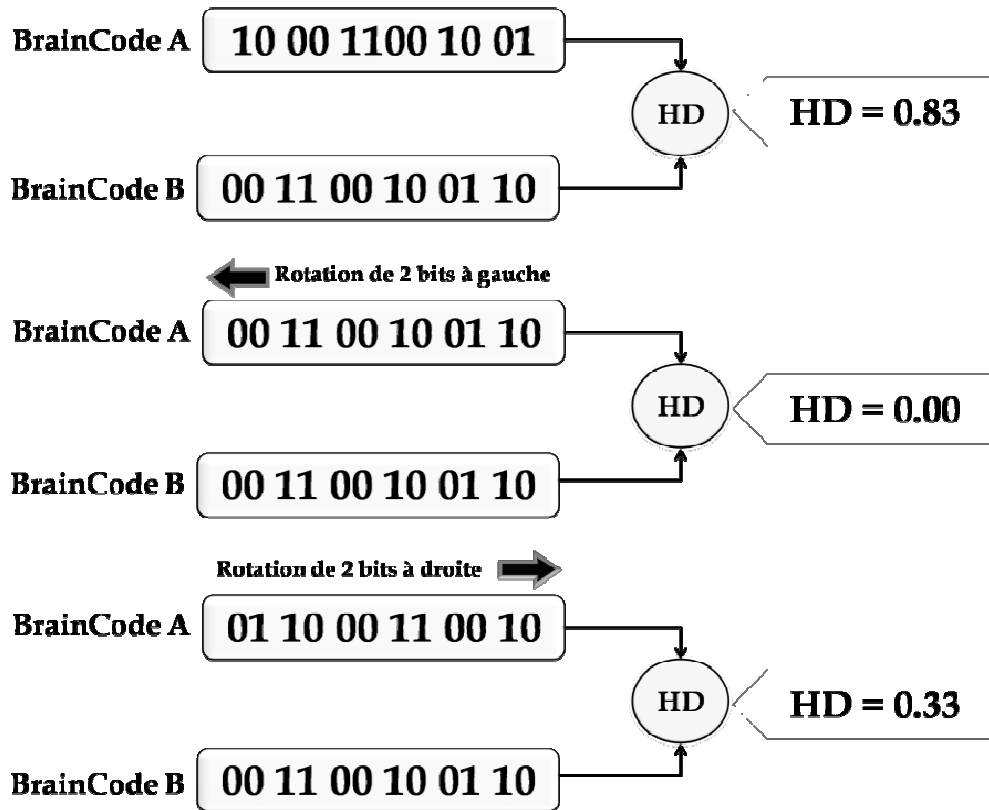 BrainCode A 10 00 1100 10 01
HD HD = 0.83
BrainCode B 00 11 00 10 01 10
Rotation de 2 bits à gauche
BrainCode A 00 11 00 10 01 10
HD HD = 0.00
BrainCode B 00 11 00 10 01 10
Rotation de 2 bits à droite
BrainCode A 01 10 00 11 00 10
HD HD = 0.33
BrainCode B 00 11 00 10 01 10